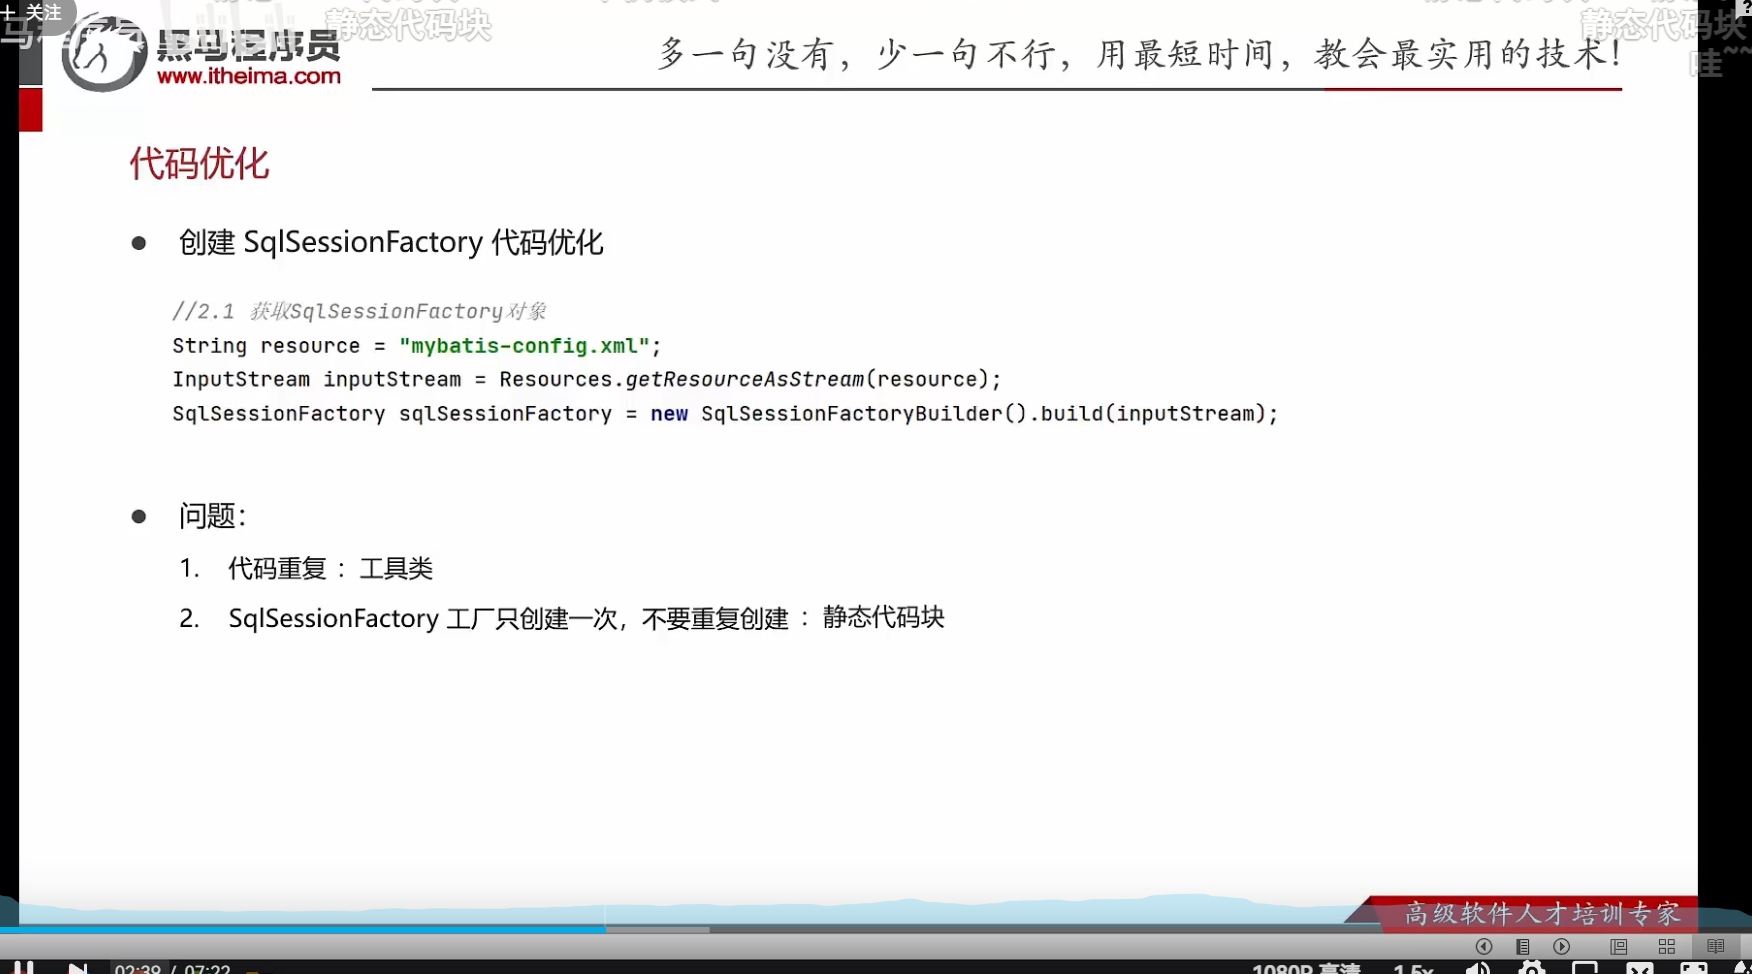 + 关注
静态代码块
静态代码块
哇~~
黑马程序员
www.itheima.com
多一句没有，少一句不行，用最短时间，教会最实用的技术！
代码优化
● 创建 SqlSessionFactory 代码优化
//2.1 获取SqlSessionFactory对象
String resource = "mybatis-config.xml";
InputStream inputStream = Resources.getResourceAsStream(resource);
SqlSessionFactory sqlSessionFactory = new SqlSessionFactoryBuilder().build(inputStream);
● 问题：
1. 代码重复 ：工具类
2. SqlSessionFactory 工厂只创建一次，不要重复创建 ：静态代码块
高级软件人才培训专家
02:39 / 07:22
1080P 高清
1.5x